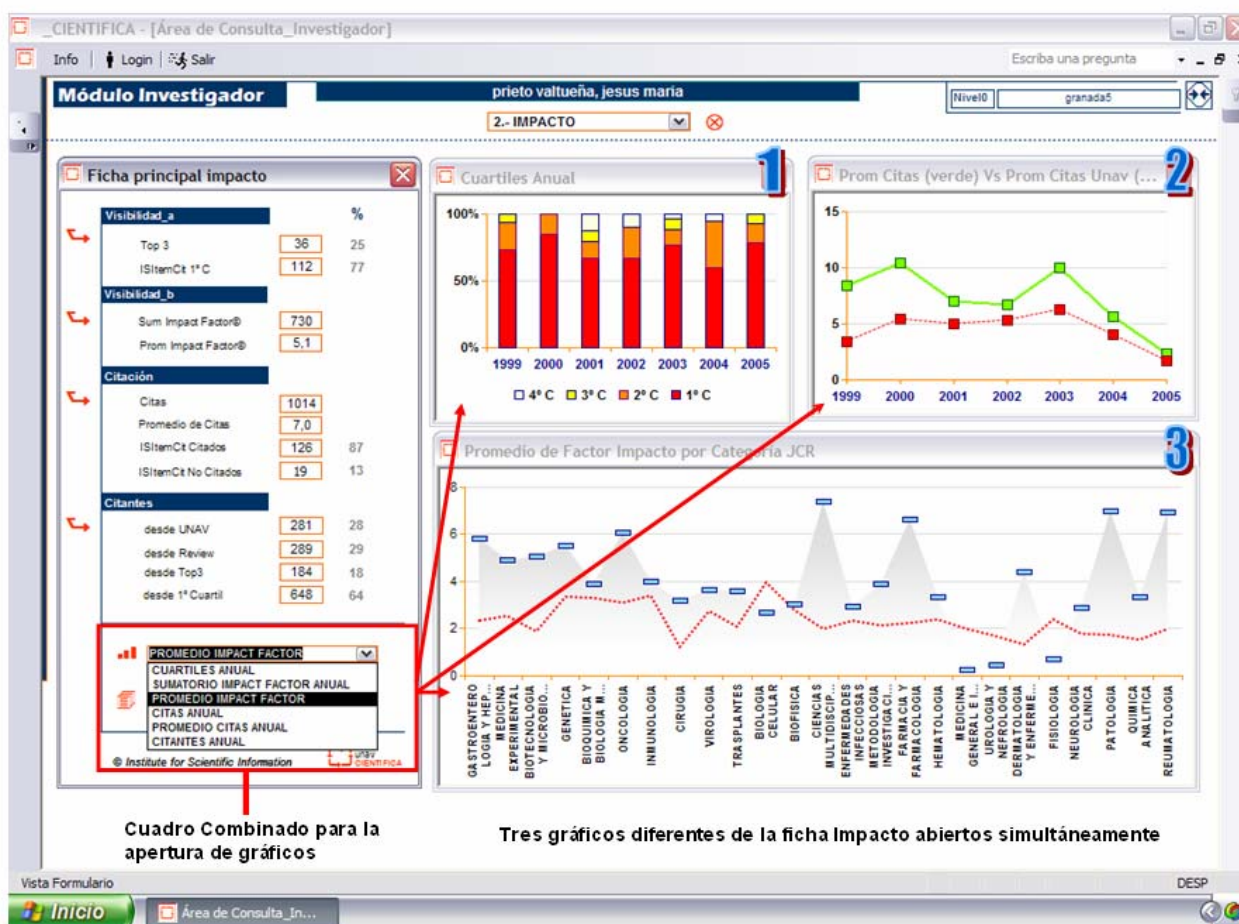 _CIENTIFICA - [Área de Consulta_Investigador]
Info Login Salir
Escriba una pregunta
Módulo Investigador
prieto valtueña, jesus maria
Nivel0 granada5
2.- IMPACTO
Ficha principal impacto
Visibilidad_a %
Top 3 36 25
ISItemCit 1º C 112 77
Visibilidad_b
Sum Impact Factor® 730
Prom Impact Factor® 5,1
Citación
Citas 1014
Promedio de Citas 7,0
ISItemCit Citados 126 87
ISItemCit No Citados 19 13
Citantes
desde UNAV 281 28
desde Review 289 29
desde Top3 184 18
desde 1º Cuartil 648 64
PROMEDIO IMPACT FACTOR
CUARTILES ANUAL
SUMATORIO IMPACT FACTOR ANUAL
PROMEDIO IMPACT FACTOR
CITAS ANUAL
PROMEDIO CITAS ANUAL
CITANTES ANUAL
© Institute for Scientific Information
unav
CIENTIFICA
Cuartiles Anual
1
100%
50%
0%
1999 2000 2001 2002 2003 2004 2005
4º C 3º C 2º C 1º C
Prom Citas (verde) Vs Prom Citas Unav (...
2
15
10
5
0
1999 2000 2001 2002 2003 2004 2005
Promedio de Factor Impacto por Categoría JCR
3
8
6
4
2
0
GASTROENTERO
LOGIA Y HEP...
MEDICINA
EXPERIMENTAL
BIOTECNOLOGIA
Y MICROBIO...
GENETICA
BIOQUIMICA Y
BIOLOGIA M...
ONCOLOGIA
INMUNOLOGIA
CIRUGIA
VIROLOGIA
TRASPLANTES
BIOLOGIA
CELULAR
BIOFISICA
CIENCIAS
MULTIDISCIP...
ENFERMEDADES
INFECCIOSAS
METODOLOGIA
INVESTIGACI...
FARMACIA Y
FARMACOLOGIA
HEMATOLOGIA
MEDICINA
GENERAL E I...
UROLOGIA Y
NEFROLOGIA
DERMATOLOGIA
Y ENFERME...
FISIOLOGIA
NEUROLOGIA
CLINICA
PATOLOGIA
QUIMICA
ANALITICA
REUMATOLOGIA
Cuadro Combinado para la
apertura de gráficos
Tres gráficos diferentes de la ficha Impacto abiertos simultáneamente
Vista Formulario
DESP
Inicio
Área de Consulta_In...